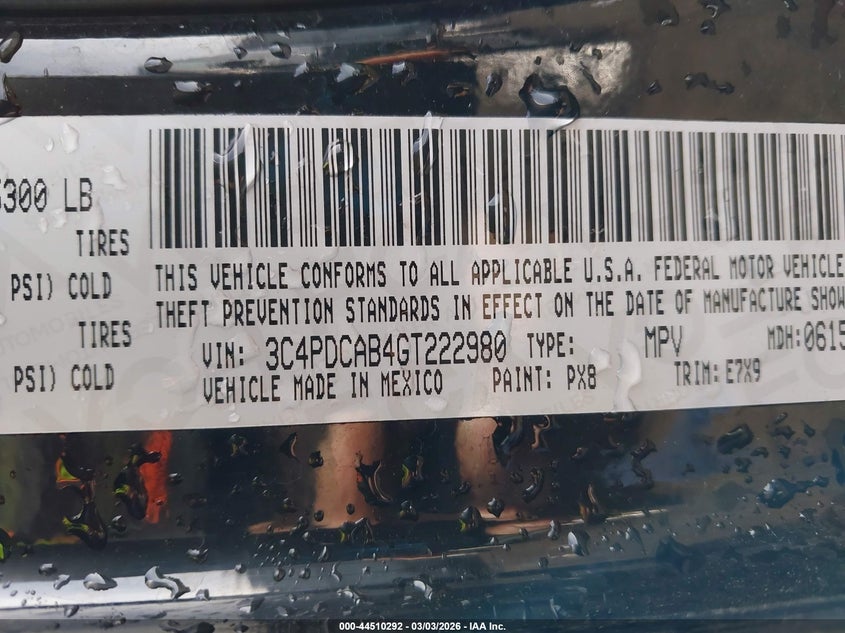 5300 LB
TIRES
PSI) COLD
TIRES
PSI) COLD
THIS VEHICLE CONFORMS TO ALL APPLICABLE U.S.A. FEDERAL MOTOR VEHICLE
THEFT PREVENTION STANDARDS IN EFFECT ON THE DATE OF MANUFACTURE SHOW
VIN: 3C4PDCAB4GT222980 TYPE: MPV MDH: 0615
VEHICLE MADE IN MEXICO PAINT: PX8 TRIM: E7X9
000-44510292 - 03/03/2026 - IAA Inc.